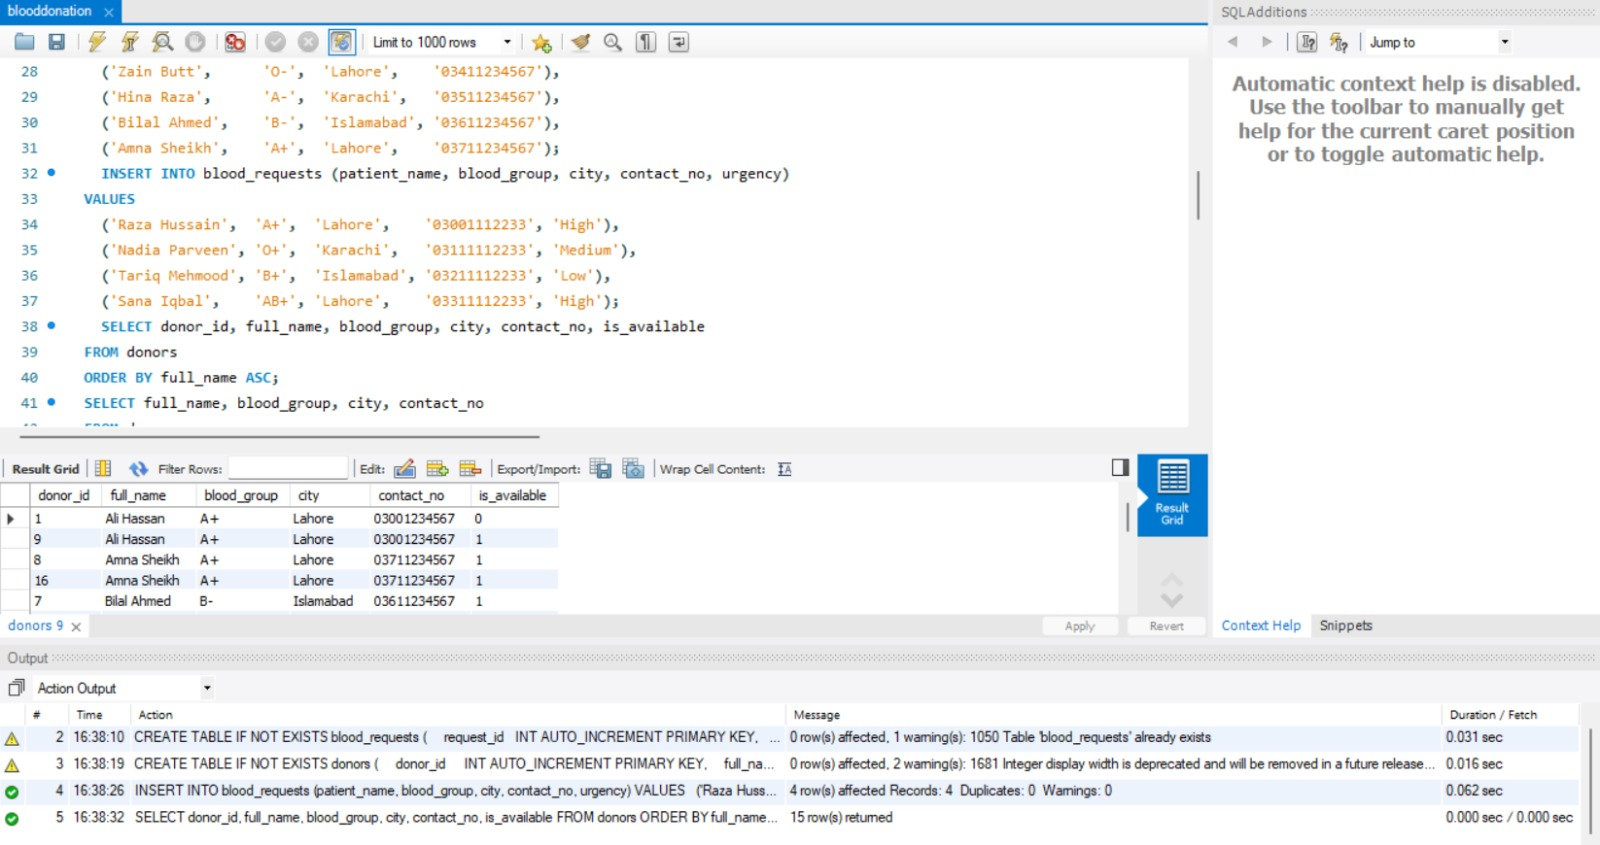 blooddonation
SQLAdditions
Limit to 1000 rows
Jump to
28 ('Zain Butt', 'O-', 'Lahore', '03411234567'),
29 ('Hina Raza', 'A-', 'Karachi', '03511234567'),
30 ('Bilal Ahmed', 'B-', 'Islamabad', '03611234567'),
31 ('Amna Sheikh', 'A+', 'Lahore', '03711234567');
32 INSERT INTO blood_requests (patient_name, blood_group, city, contact_no, urgency)
33 VALUES
34 ('Raza Hussain', 'A+', 'Lahore', '03001112233', 'High'),
35 ('Nadia Parveen', 'O+', 'Karachi', '03111112233', 'Medium'),
36 ('Tariq Mehmood', 'B+', 'Islamabad', '03211112233', 'Low'),
37 ('Sana Iqbal', 'AB+', 'Lahore', '03311112233', 'High');
38 SELECT donor_id, full_name, blood_group, city, contact_no, is_available
39 FROM donors
40 ORDER BY full_name ASC;
41 SELECT full_name, blood_group, city, contact_no
Automatic context help is disabled.
Use the toolbar to manually get
help for the current caret position
or to toggle automatic help.
Result Grid Filter Rows: Edit: Export/Import: Wrap Cell Content:
donor_id full_name blood_group city contact_no is_available
1 Ali Hassan A+ Lahore 03001234567 0
9 Ali Hassan A+ Lahore 03001234567 1
8 Amna Sheikh A+ Lahore 03711234567 1
16 Amna Sheikh A+ Lahore 03711234567 1
7 Bilal Ahmed B- Islamabad 03611234567 1
Result
Grid
donors 9 Apply Revert
Context Help Snippets
Output
Action Output
# Time Action Message Duration / Fetch
2 16:38:10 CREATE TABLE IF NOT EXISTS blood_requests ( request_id INT AUTO_INCREMENT PRIMARY KEY, ... 0 row(s) affected, 1 warning(s): 1050 Table 'blood_requests' already exists 0.031 sec
3 16:38:19 CREATE TABLE IF NOT EXISTS donors ( donor_id INT AUTO_INCREMENT PRIMARY KEY, full_na... 0 row(s) affected, 2 warning(s): 1681 Integer display width is deprecated and will be removed in a future release... 0.016 sec
4 16:38:26 INSERT INTO blood_requests (patient_name, blood_group, city, contact_no, urgency) VALUES ('Raza Huss... 4 row(s) affected Records: 4 Duplicates: 0 Warnings: 0 0.062 sec
5 16:38:32 SELECT donor_id, full_name, blood_group, city, contact_no, is_available FROM donors ORDER BY full_name... 15 row(s) returned 0.000 sec / 0.000 sec